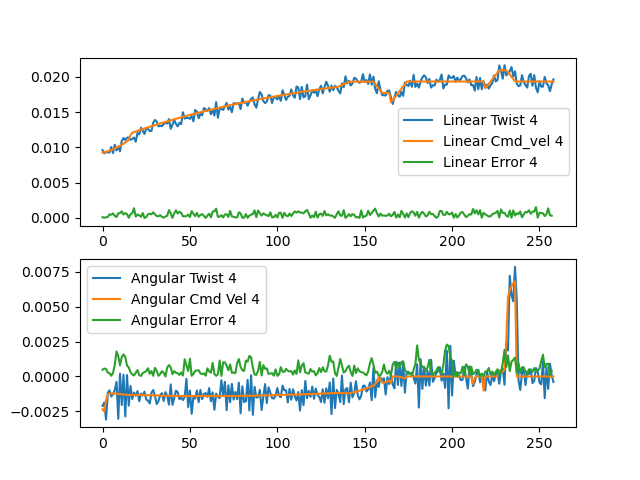 0.020
0.015
0.010
0.005
0.000
Linear Twist 4
Linear Cmd_vel 4
Linear Error 4
0 50 100 150 200 250
0.0075
0.0050
0.0025
0.0000
−0.0025
Angular Twist 4
Angular Cmd Vel 4
Angular Error 4
0 50 100 150 200 250